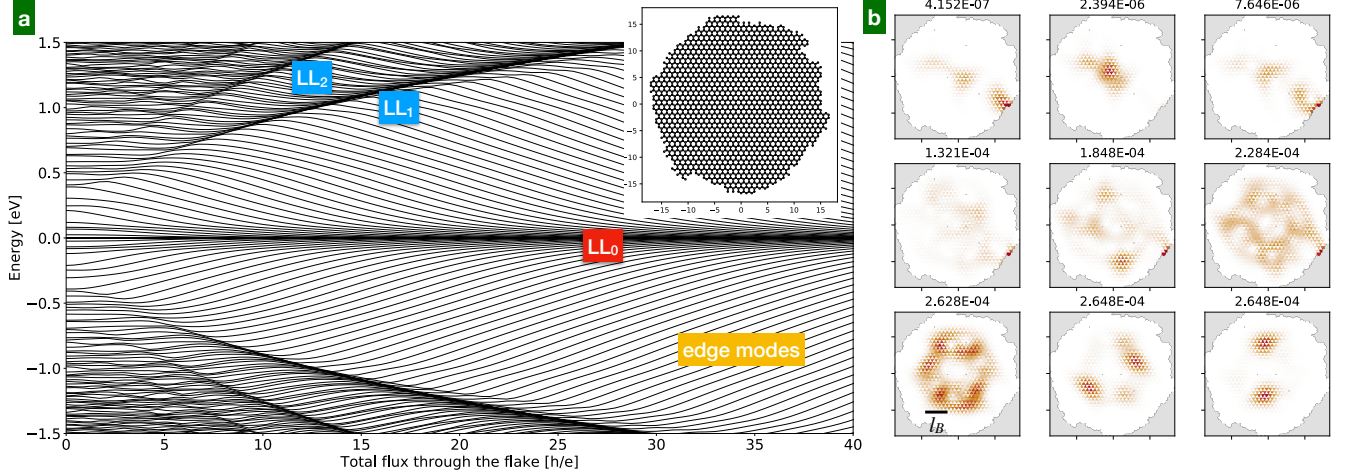 a
1.5
1.0
0.5
0.0
−0.5
−1.0
−1.5
Energy [eV]
0 5 10 15 20 25 30 35 40
Total flux through the flake [h/e]
LL₂
LL₁
LL₀
edge modes
15
10
5
0
−5
−10
−15
−15 −10 −5 0 5 10 15
b
4.152E-07 2.394E-06 7.646E-06
1.321E-04 1.848E-04 2.284E-04
2.628E-04 2.648E-04 2.648E-04
l_B